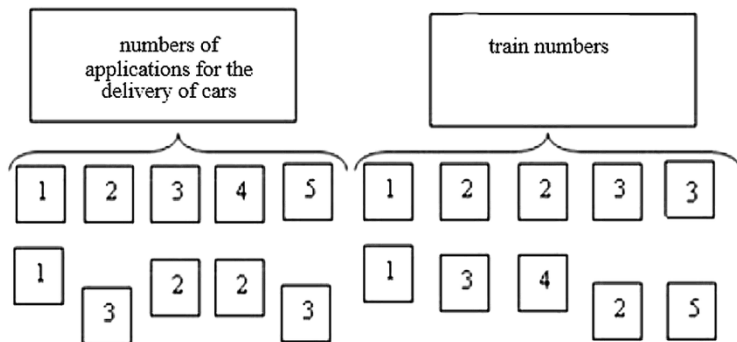 numbers of
applications for the
delivery of cars
train numbers
1 2 3 4 5 1 2 2 3 3
1 3 2 2 3 1 3 4 2 5